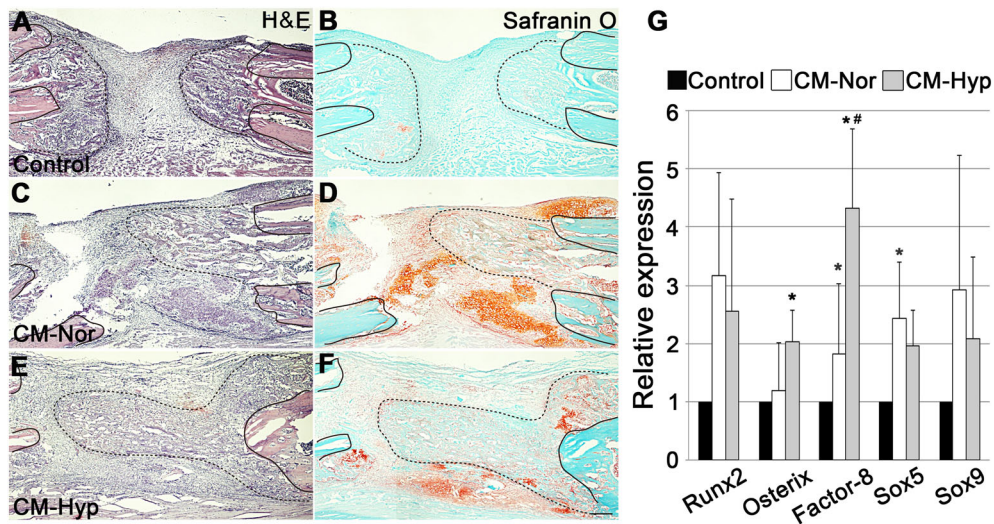 A H&E
Control
B Safranin O
C
CM-Nor
D
E
CM-Hyp
F
G
Control CM-Nor CM-Hyp
Relative expression
6
5
4
3
2
1
0
* *# * *
Runx2 Osterix Factor-8 Sox5 Sox9